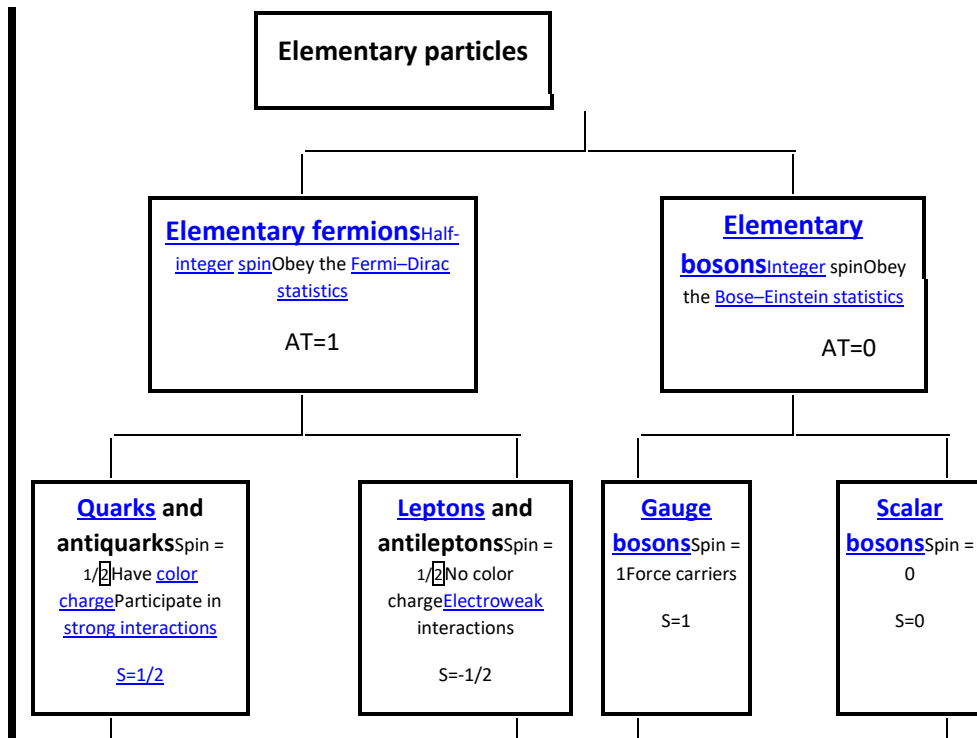 Elementary particles
Elementary fermionsHalf-
integer spinObey the Fermi–Dirac
statistics
AT=1
Elementary
bosonsInteger spinObey
the Bose–Einstein statistics
AT=0
Quarks and
antiquarksSpin =
1/2Have color
chargeParticipate in
strong interactions
S=1/2
Leptons and
antileptonsSpin =
1/2No color
chargeElectroweak
interactions
S=-1/2
Gauge
bosonsSpin =
1Force carriers
S=1
Scalar
bosonsSpin =
0
S=0